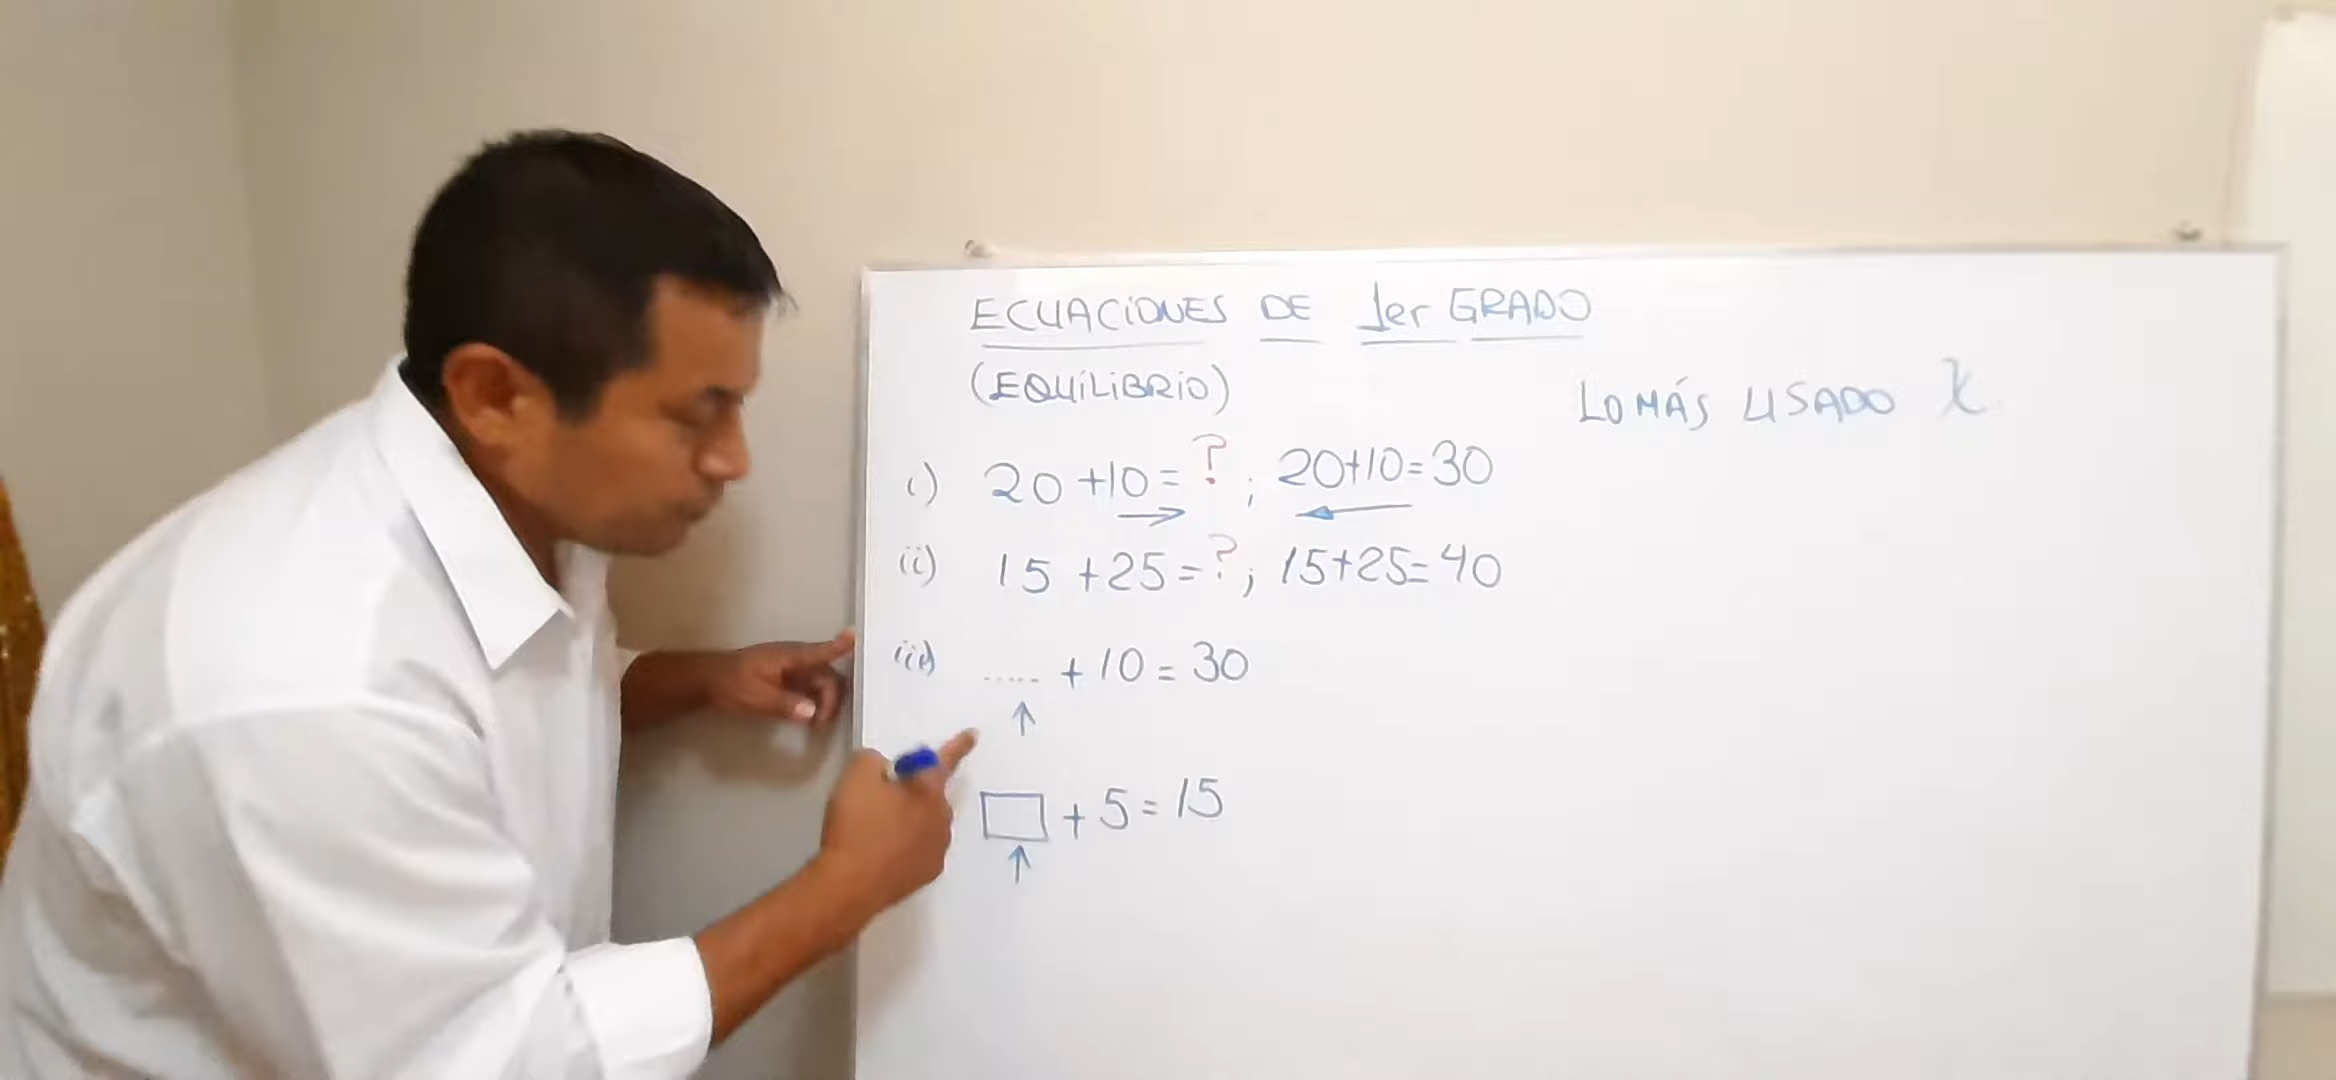 ECUACIONES DE 1er GRADO
(EQUILIBRIO)
LO MÁS USADO X
i) 20 + 10 = ? ; 20+10=30
ii) 15 + 25 = ? ; 15+25=40
iii) ..... + 10 = 30
↑
□ + 5 = 15
↑